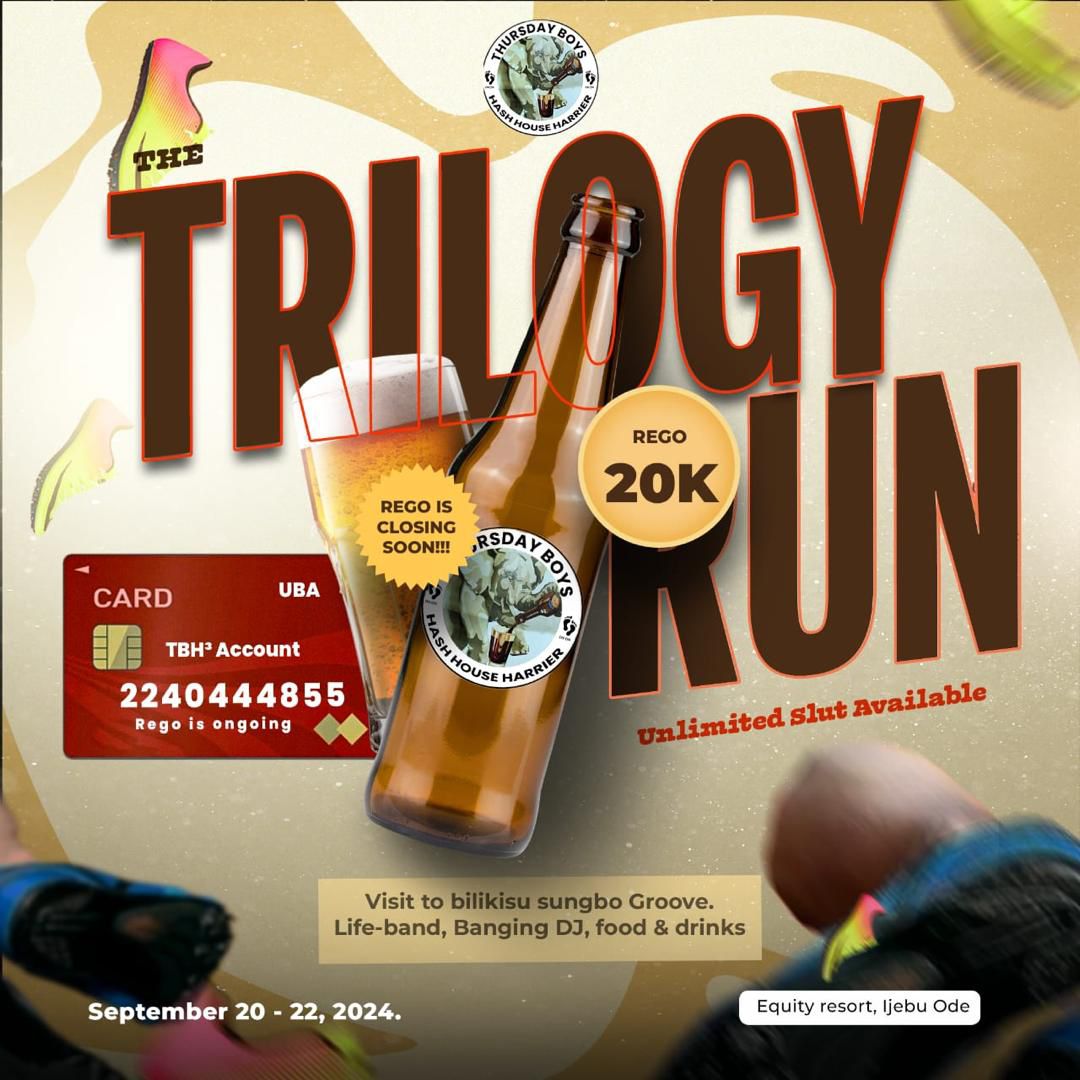 THURSDAY BOYS
HASH HOUSE HARRIER
THE
TRILOGY
RUN
REGO
20K
REGO IS
CLOSING
SOON!!!
RSDAY BOYS
HASH HOUSE HARRIER
CARD
UBA
TBH³ Account
2240444855
Rego is ongoing
Unlimited Slut Available
Visit to bilikisu sungbo Groove.
Life-band, Banging DJ, food & drinks
September 20 - 22, 2024.
Equity resort, Ijebu Ode